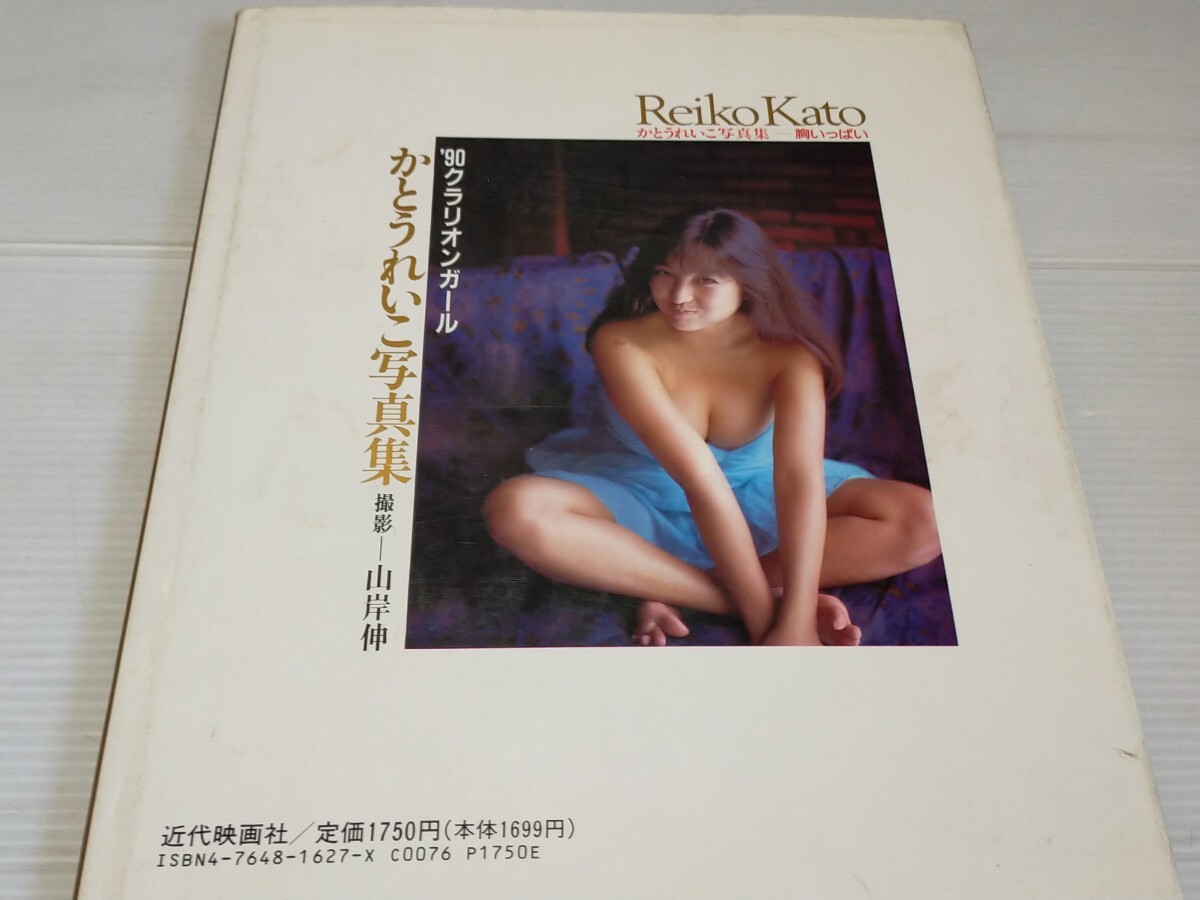 Reiko Kato
かとうれいこ写真集——胸いっぱい
'90クラリオンガール
かとうれいこ写真集
撮影—山岸伸
近代映画社/定価1750円(本体1699円)
ISBN4-7648-1627-X C0076 P1750E